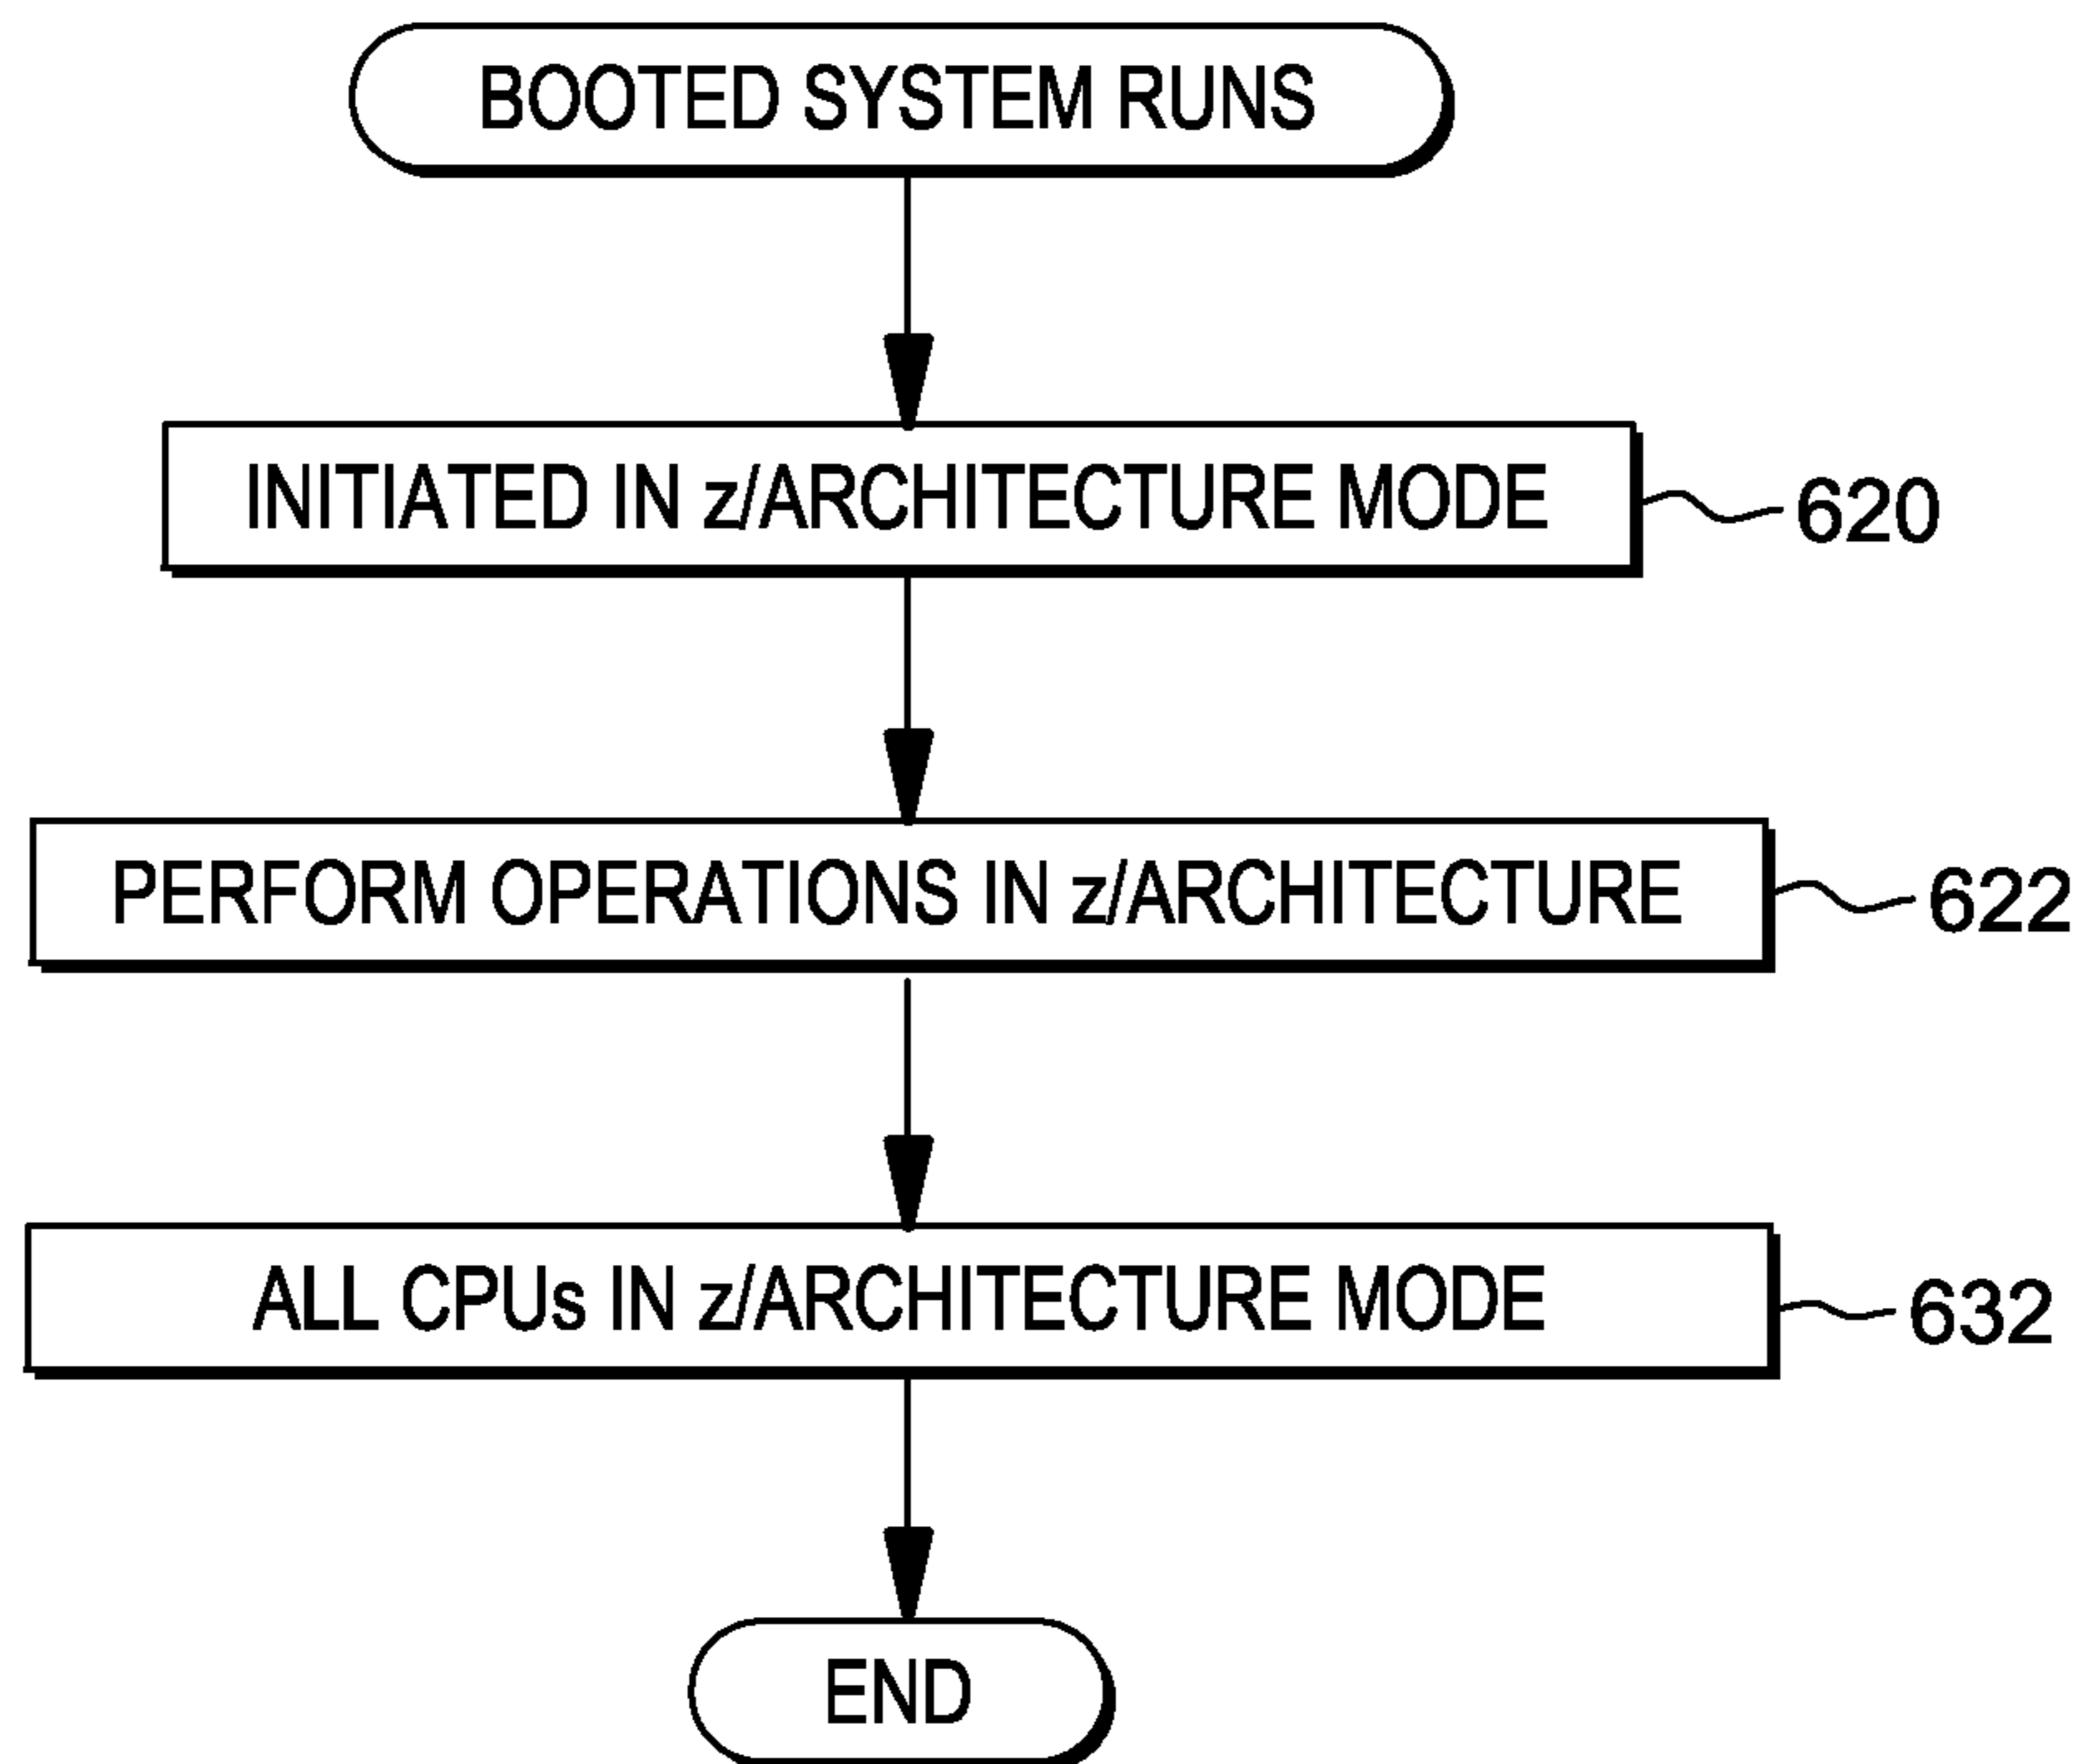 BOOTED SYSTEM RUNS
INITIATED IN z/ARCHITECTURE MODE
620
PERFORM OPERATIONS IN z/ARCHITECTURE
622
ALL CPUs IN z/ARCHITECTURE MODE
632
END